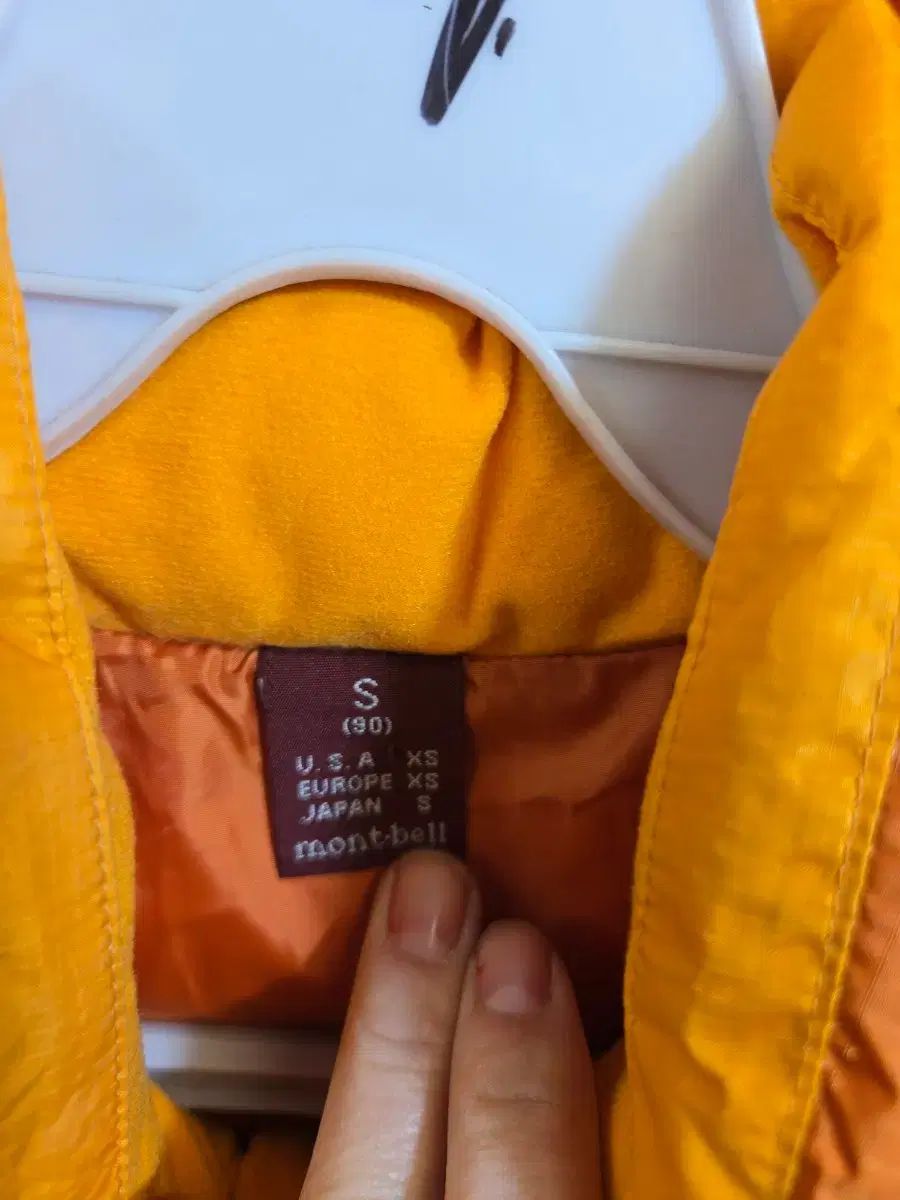 S
(90)
U.S.A XS
EUROPE XS
JAPAN S
mont-bell